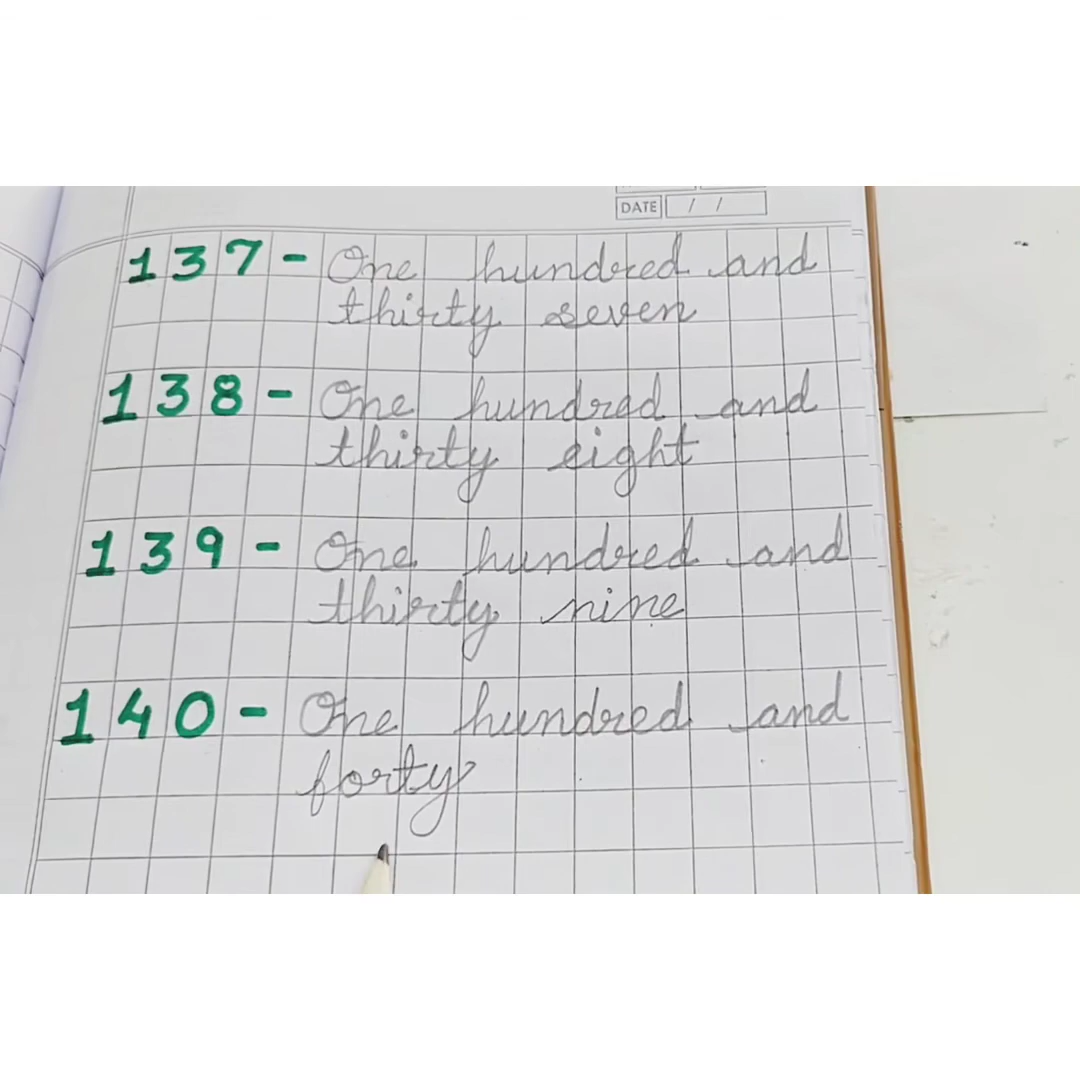 DATE / /
137 - One hundred and
thirty seven
138 - One hundred and
thirty eight
139 - One hundred and
thirty nine
140 - One hundred and
forty